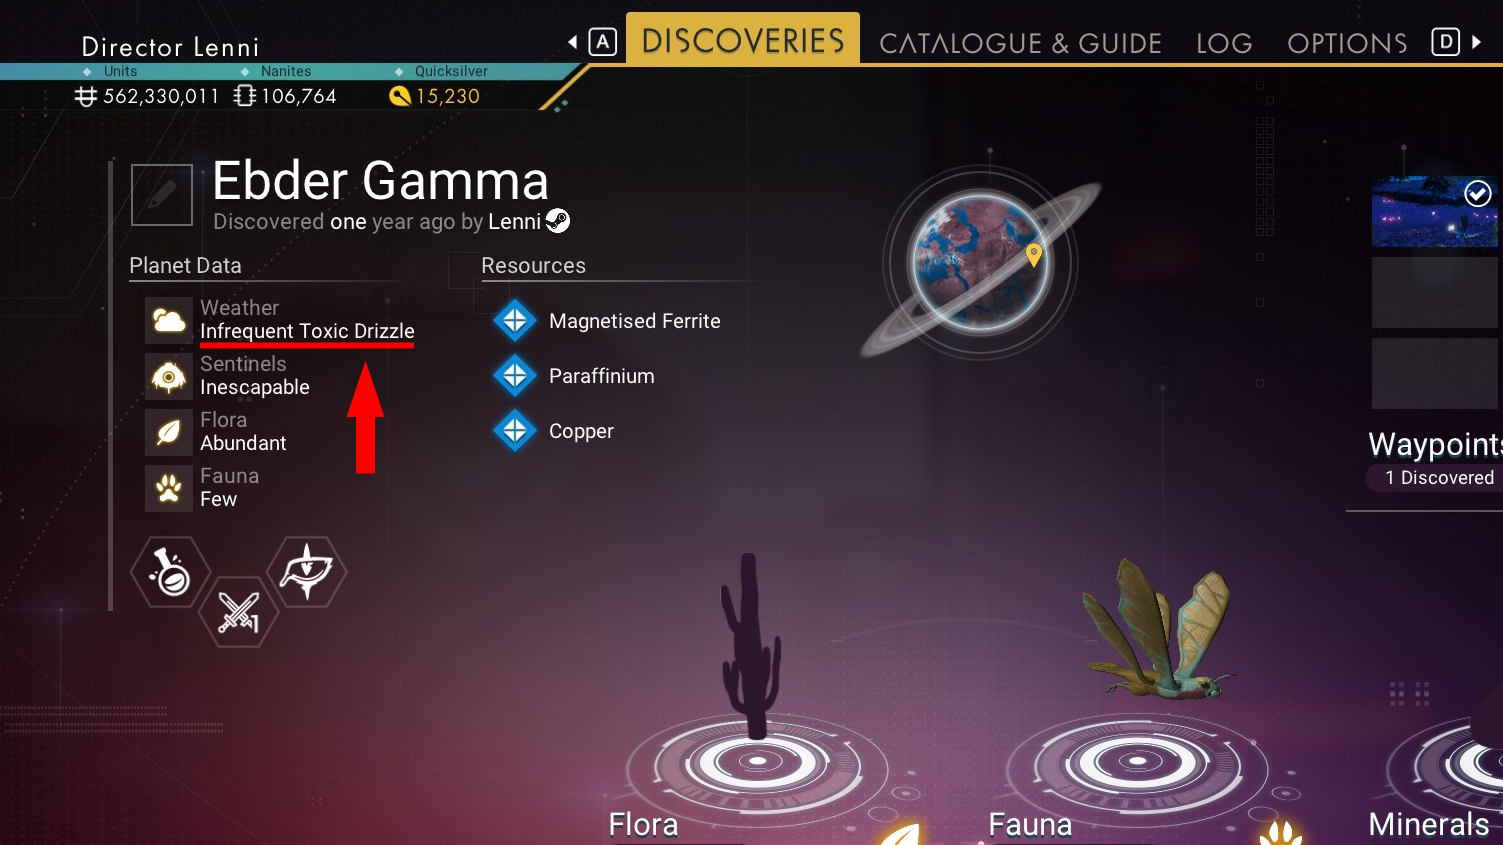 Director Lenni
Units Nanites Quicksilver
562,330,011 106,764 15,230
A DISCOVERIES CATALOGUE & GUIDE LOG OPTIONS D
Ebder Gamma
Discovered one year ago by Lenni
Planet Data
Weather
Infrequent Toxic Drizzle
Sentinels
Inescapable
Flora
Abundant
Fauna
Few
Resources
Magnetised Ferrite
Paraffinium
Copper
Waypoints
1 Discovered
Flora
Fauna
Minerals